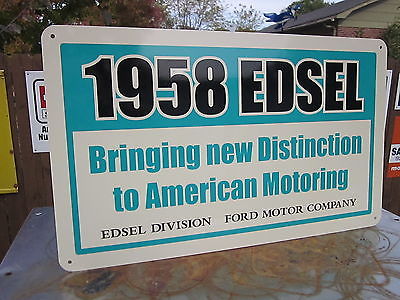 1958 EDSEL
Bringing new Distinction
to American Motoring
EDSEL DIVISION FORD MOTOR COMPANY